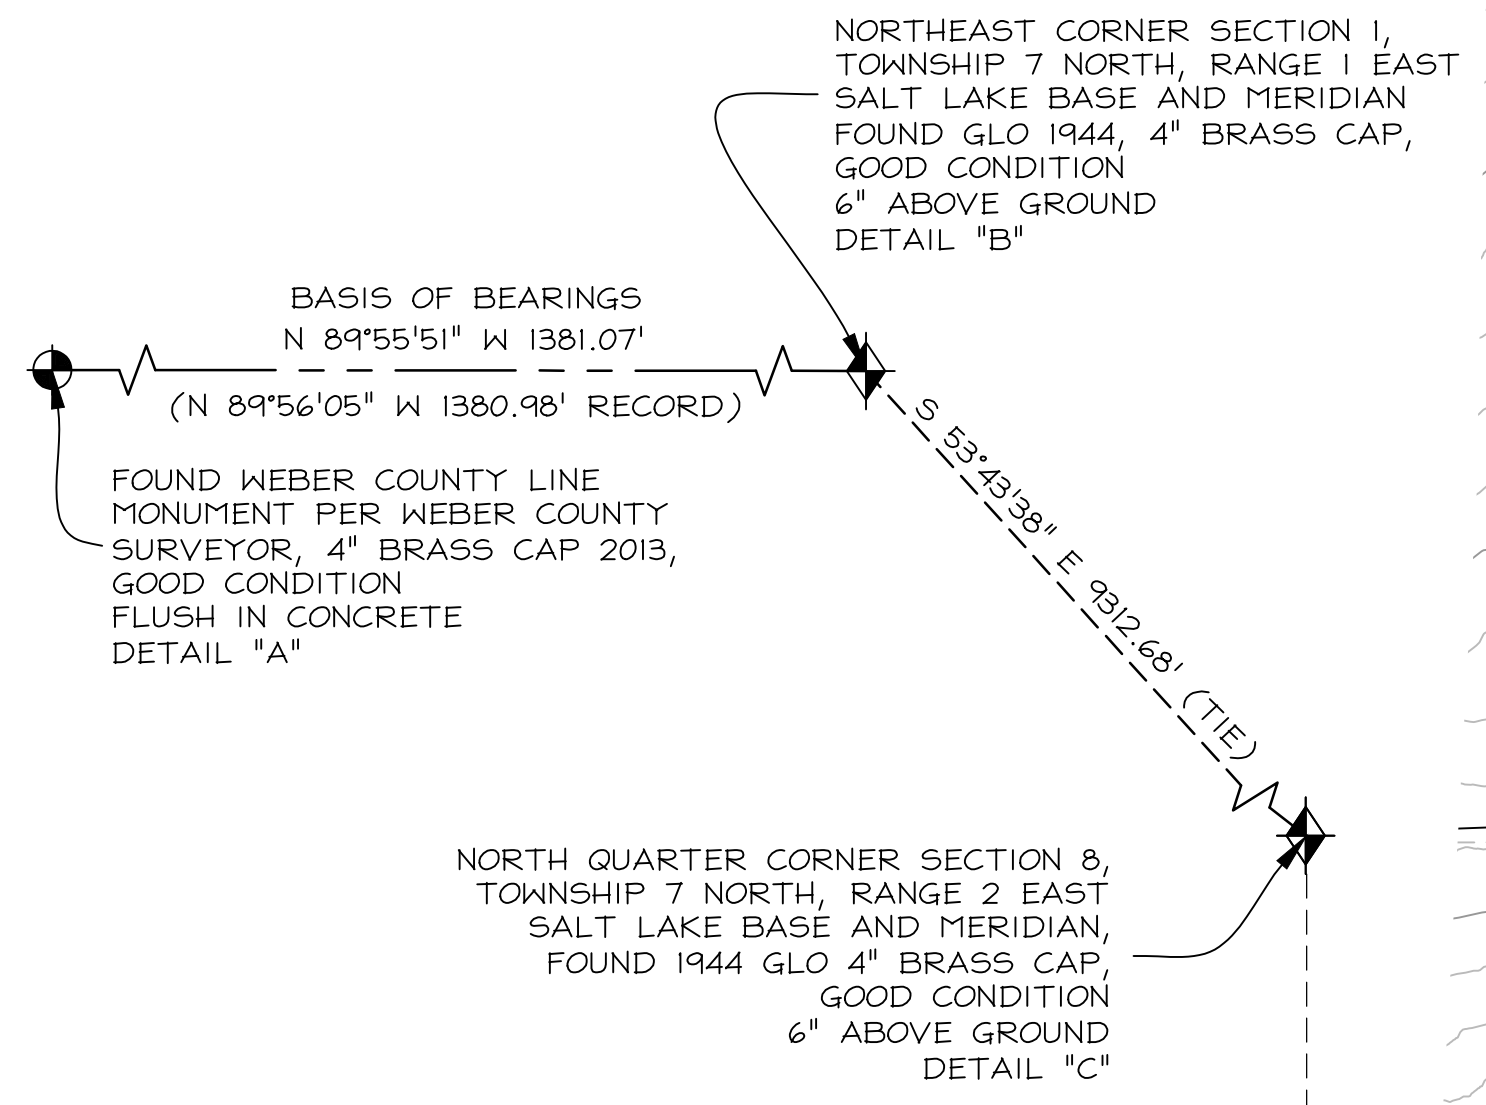 NORTHEAST CORNER SECTION 1,
TOWNSHIP 7 NORTH, RANGE 1 EAST
SALT LAKE BASE AND MERIDIAN
FOUND GLO 1944, 4" BRASS CAP,
GOOD CONDITION
6" ABOVE GROUND
DETAIL "B"
BASIS OF BEARINGS
N 89°55'51" W 1381.07'
(N 89°56'05" W 1380.98' RECORD)
FOUND WEBER COUNTY LINE
MONUMENT PER WEBER COUNTY
SURVEYOR, 4" BRASS CAP 2013,
GOOD CONDITION
FLUSH IN CONCRETE
DETAIL "A"
S 53°43'38" E 9312.68' (TIE)
NORTH QUARTER CORNER SECTION 8,
TOWNSHIP 7 NORTH, RANGE 2 EAST
SALT LAKE BASE AND MERIDIAN,
FOUND 1944 GLO 4" BRASS CAP,
GOOD CONDITION
6" ABOVE GROUND
DETAIL "C"